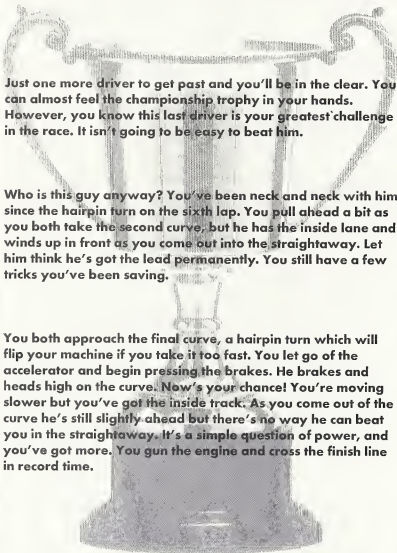 Just one more driver to get past and you'll be in the clear. You
can almost feel the championship trophy in your hands.
However, you know this last driver is your greatest challenge
in the race. It isn't going to be easy to beat him.
Who is this guy anyway? You've been neck and neck with him
since the hairpin turn on the sixth lap. You pull ahead a bit as
you both take the second curve, but he has the inside lane and
winds up in front as you come out into the straightaway. Let
him think he's got the lead permanently. You still have a few
tricks you've been saving.
You both approach the final curve, a hairpin turn which will
flip your machine if you take it too fast. You let go of the
accelerator and begin pressing the brakes. He brakes and
heads high on the curve. Now's your chance! You're moving
slower but you've got the inside track. As you come out of the
curve he's still slightly ahead but there's no way he can beat
you in the straightaway. It's a simple question of power, and
you've got more. You gun the engine and cross the finish line
in record time.